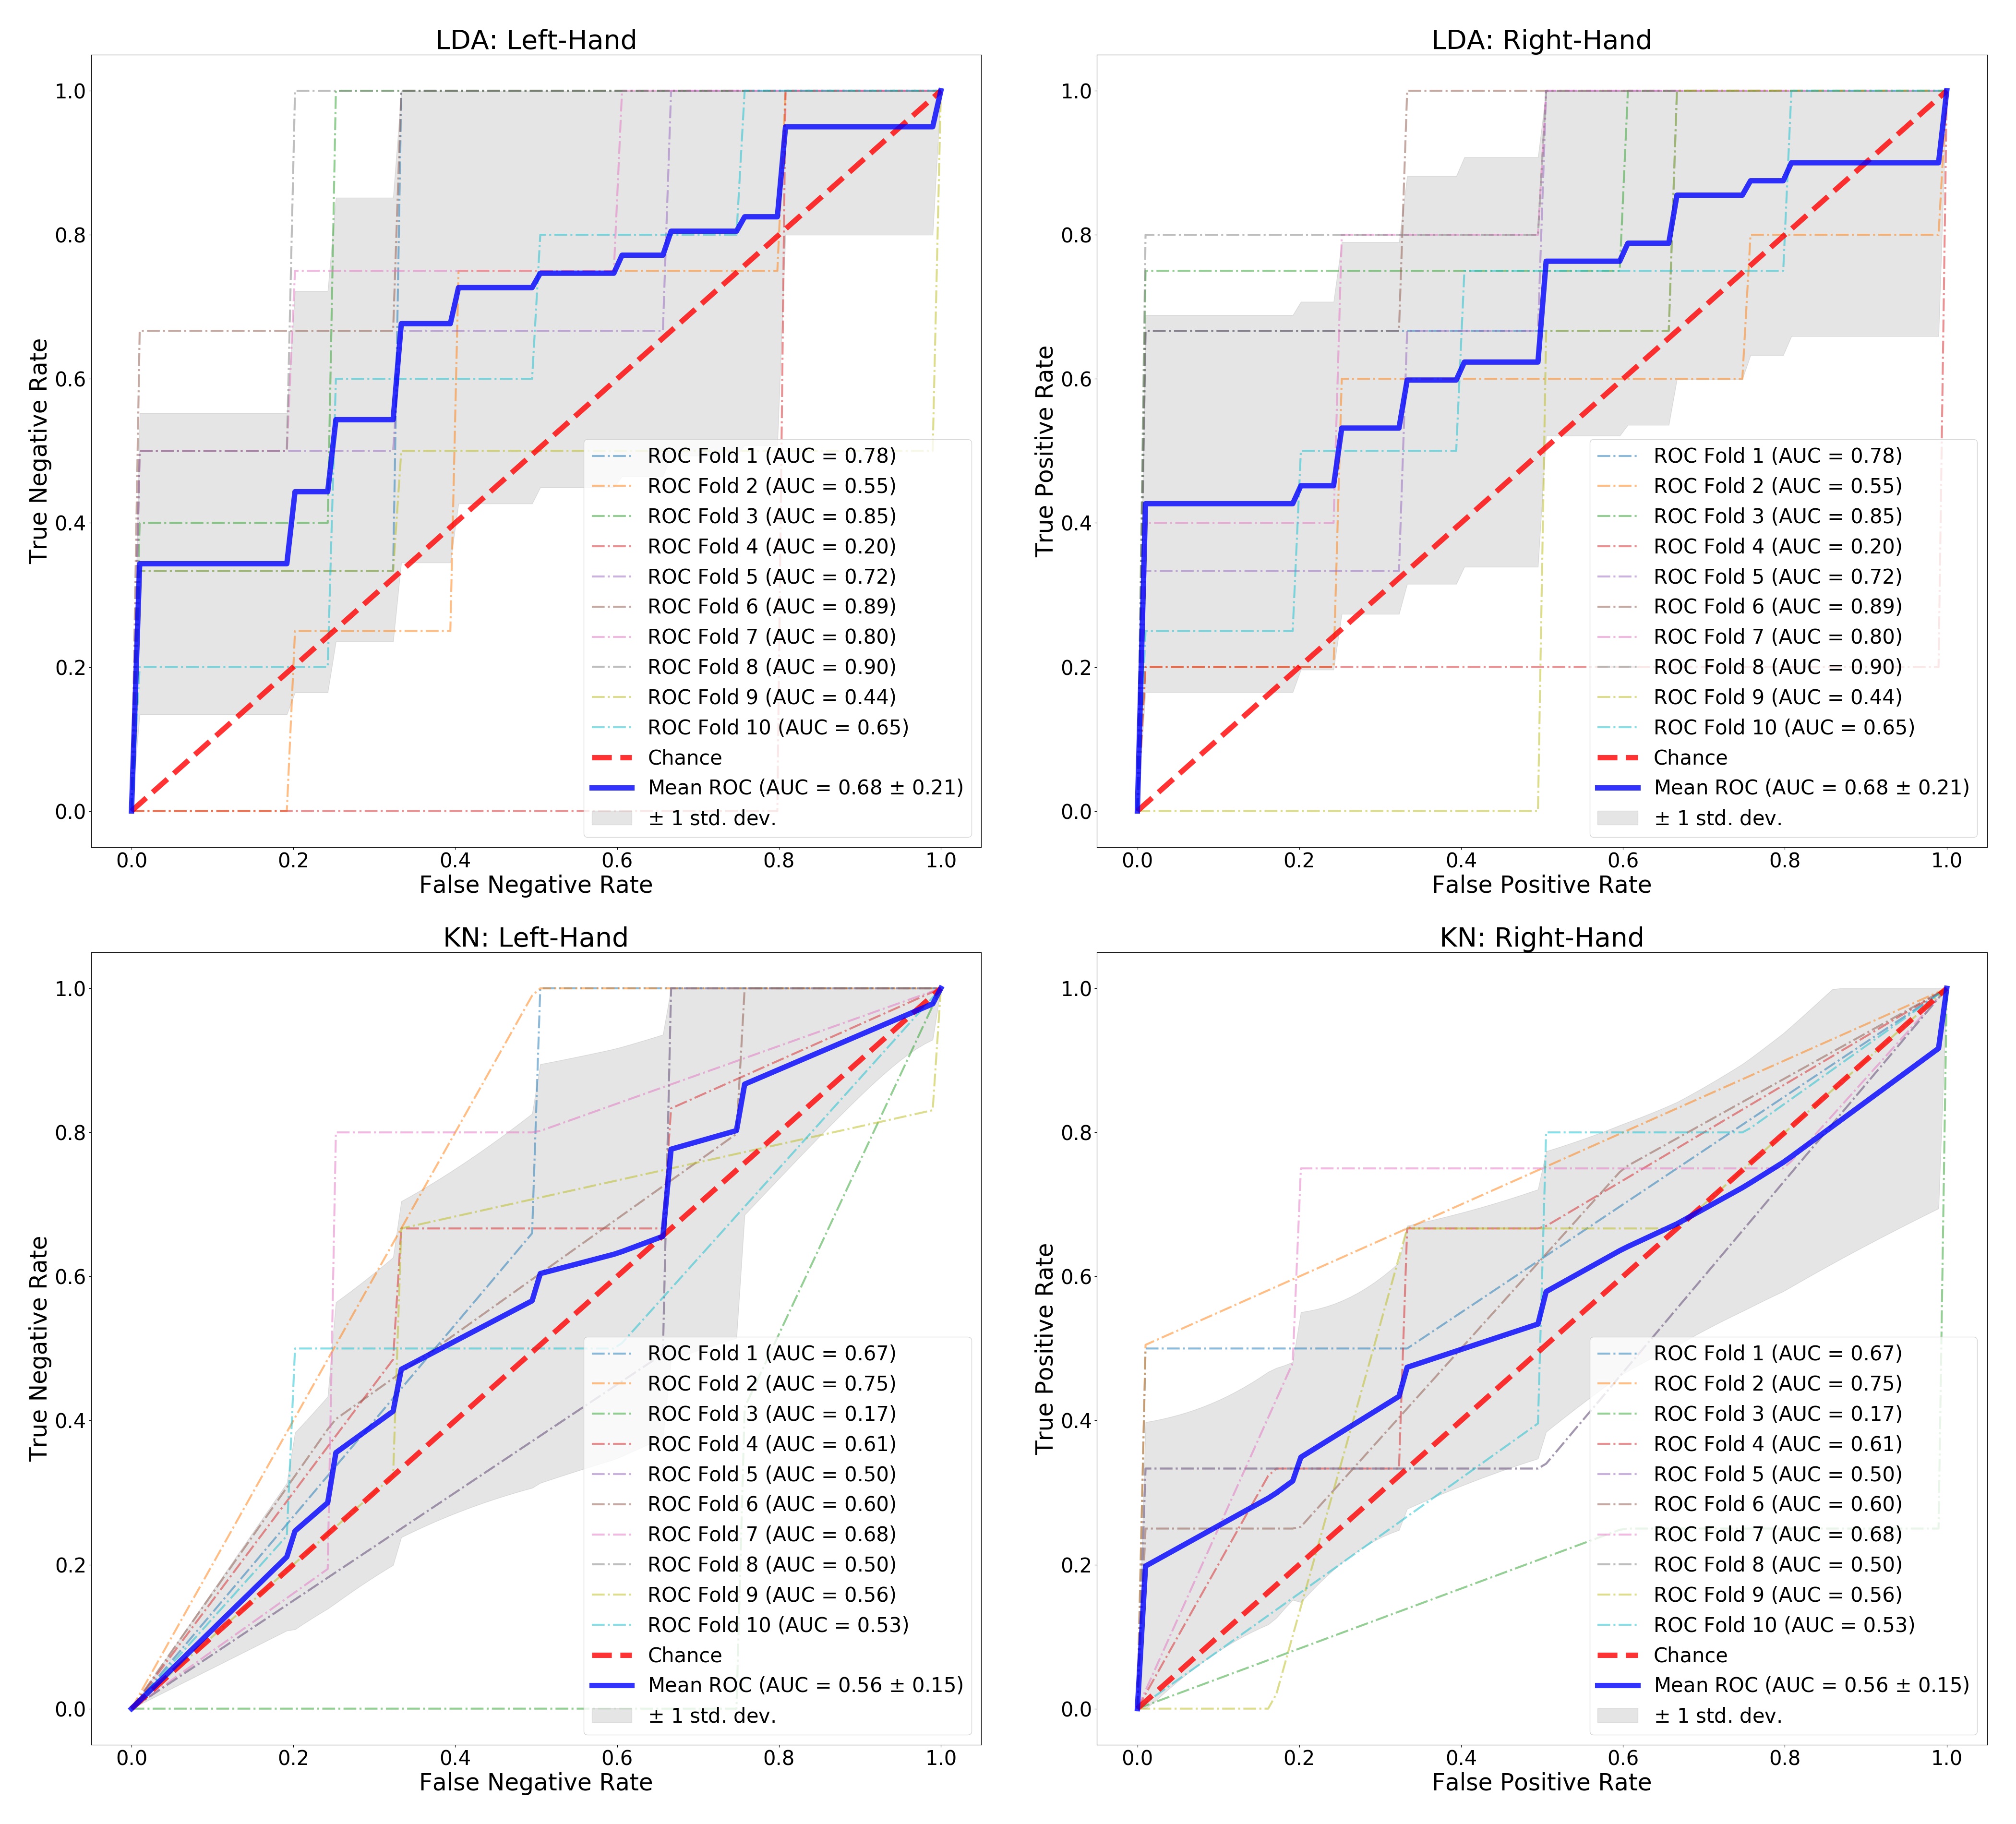 LDA: Left-Hand
True Negative Rate
1.0
0.8
0.6
0.4
0.2
0.0
ROC Fold 1 (AUC = 0.78)
ROC Fold 2 (AUC = 0.55)
ROC Fold 3 (AUC = 0.85)
ROC Fold 4 (AUC = 0.20)
ROC Fold 5 (AUC = 0.72)
ROC Fold 6 (AUC = 0.89)
ROC Fold 7 (AUC = 0.80)
ROC Fold 8 (AUC = 0.90)
ROC Fold 9 (AUC = 0.44)
ROC Fold 10 (AUC = 0.65)
Chance
Mean ROC (AUC = 0.68 ± 0.21)
± 1 std. dev.
0.0 0.2 0.4 0.6 0.8 1.0
False Negative Rate
LDA: Right-Hand
True Positive Rate
1.0
0.8
0.6
0.4
0.2
0.0
ROC Fold 1 (AUC = 0.78)
ROC Fold 2 (AUC = 0.55)
ROC Fold 3 (AUC = 0.85)
ROC Fold 4 (AUC = 0.20)
ROC Fold 5 (AUC = 0.72)
ROC Fold 6 (AUC = 0.89)
ROC Fold 7 (AUC = 0.80)
ROC Fold 8 (AUC = 0.90)
ROC Fold 9 (AUC = 0.44)
ROC Fold 10 (AUC = 0.65)
Chance
Mean ROC (AUC = 0.68 ± 0.21)
± 1 std. dev.
0.0 0.2 0.4 0.6 0.8 1.0
False Positive Rate
KN: Left-Hand
True Negative Rate
1.0
0.8
0.6
0.4
0.2
0.0
ROC Fold 1 (AUC = 0.67)
ROC Fold 2 (AUC = 0.75)
ROC Fold 3 (AUC = 0.17)
ROC Fold 4 (AUC = 0.61)
ROC Fold 5 (AUC = 0.50)
ROC Fold 6 (AUC = 0.60)
ROC Fold 7 (AUC = 0.68)
ROC Fold 8 (AUC = 0.50)
ROC Fold 9 (AUC = 0.56)
ROC Fold 10 (AUC = 0.53)
Chance
Mean ROC (AUC = 0.56 ± 0.15)
± 1 std. dev.
0.0 0.2 0.4 0.6 0.8 1.0
False Negative Rate
KN: Right-Hand
True Positive Rate
1.0
0.8
0.6
0.4
0.2
0.0
ROC Fold 1 (AUC = 0.67)
ROC Fold 2 (AUC = 0.75)
ROC Fold 3 (AUC = 0.17)
ROC Fold 4 (AUC = 0.61)
ROC Fold 5 (AUC = 0.50)
ROC Fold 6 (AUC = 0.60)
ROC Fold 7 (AUC = 0.68)
ROC Fold 8 (AUC = 0.50)
ROC Fold 9 (AUC = 0.56)
ROC Fold 10 (AUC = 0.53)
Chance
Mean ROC (AUC = 0.56 ± 0.15)
± 1 std. dev.
0.0 0.2 0.4 0.6 0.8 1.0
False Positive Rate